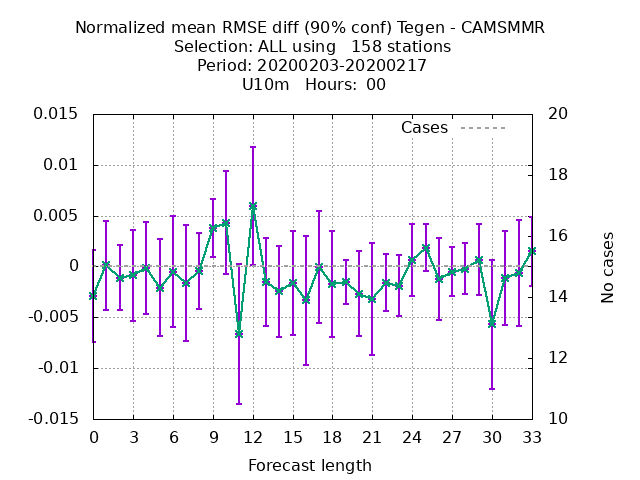 Normalized mean RMSE diff (90% conf) Tegen - CAMSMMR
Selection: ALL using   158 stations
Period: 20200203-20200217
U10m   Hours:  00
Cases
0.015
0.01
0.005
0
-0.005
-0.01
-0.015
20
18
16
14
12
10
No cases
0 3 6 9 12 15 18 21 24 27 30 33
Forecast length